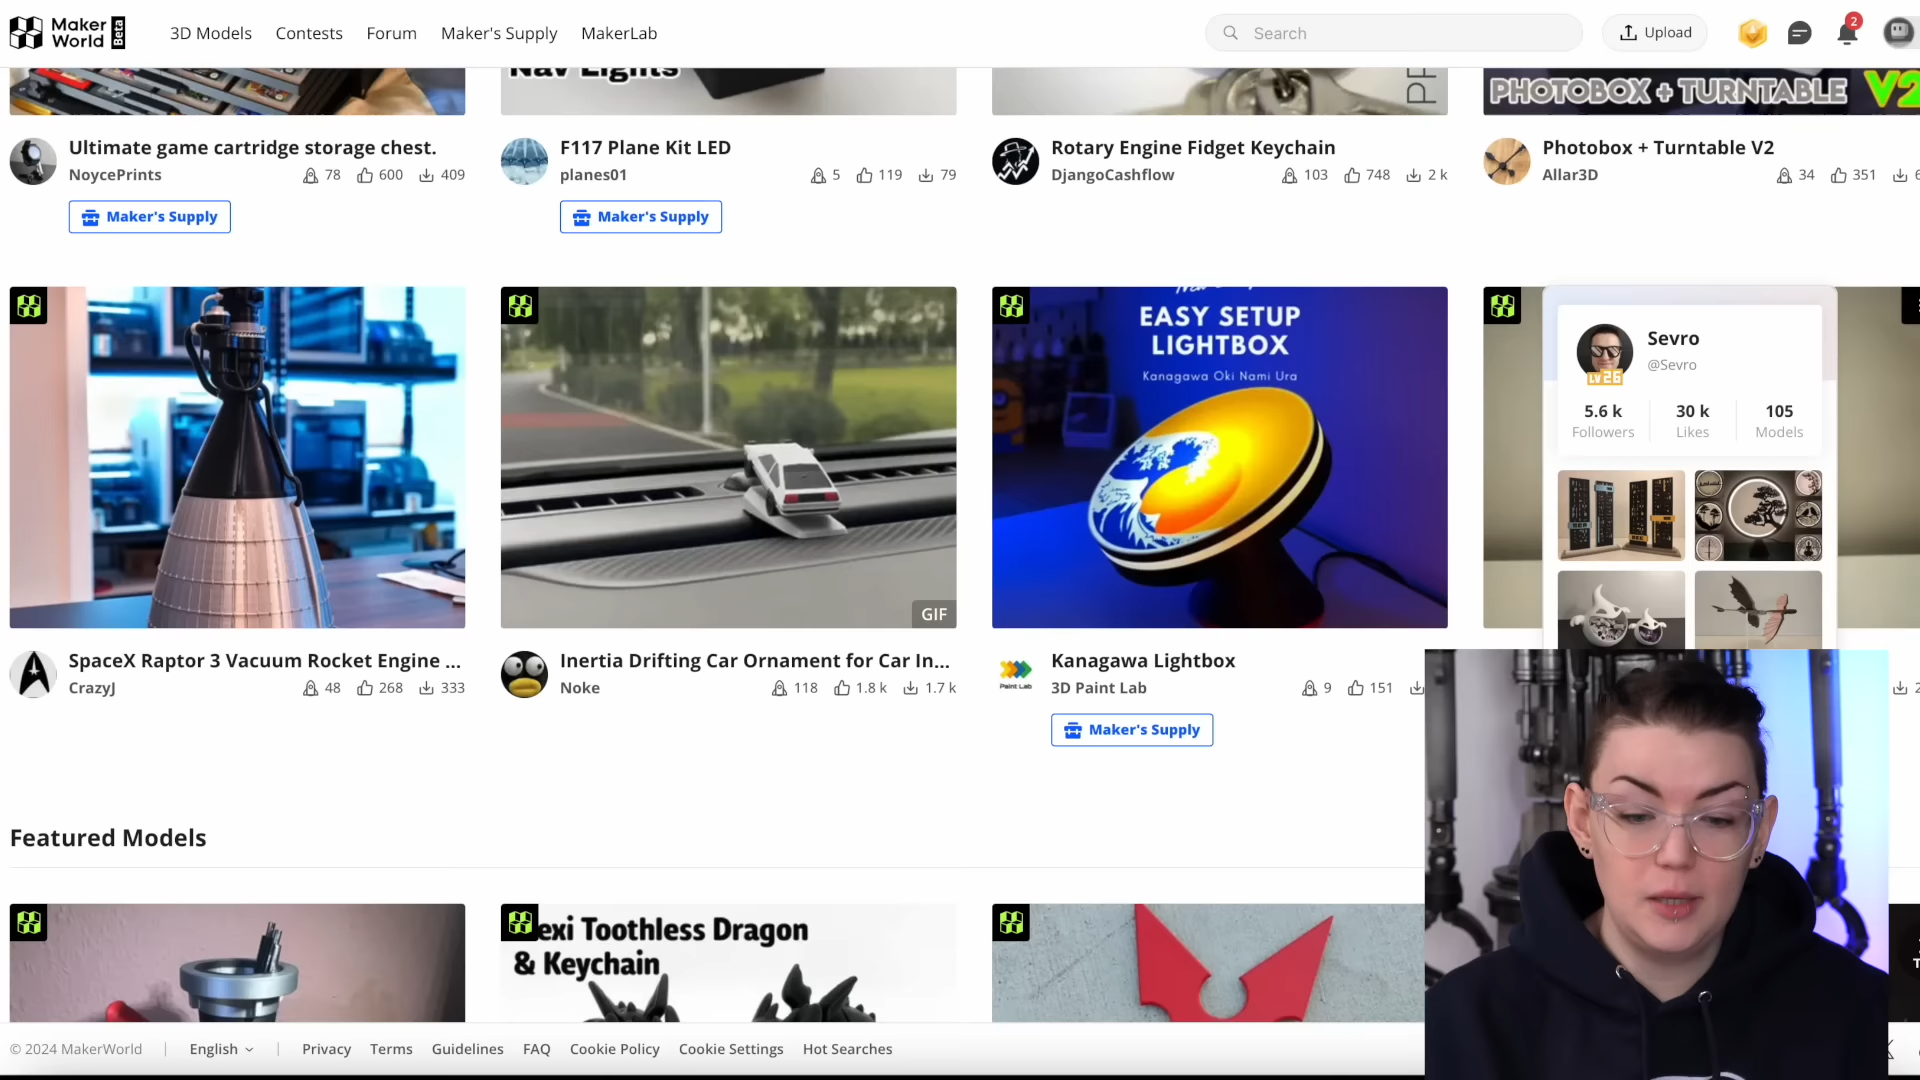 Maker World Beta
3D Models Contests Forum Maker's Supply MakerLab
Search
Upload
2
Nav Lights
PHOTOBOX + TURNTABLE V2
Ultimate game cartridge storage chest.
NoycePrints 78 600 409
Maker's Supply
F117 Plane Kit LED
planes01 5 119 79
Maker's Supply
Rotary Engine Fidget Keychain
DjangoCashflow 103 748 2 k
Photobox + Turntable V2
Allar3D 34 351
GIF
EASY SETUP
LIGHTBOX
Kanagawa Oki Nami Ura
Sevro
@Sevro
LV 26
5.6 k 30 k 105
Followers Likes Models
SpaceX Raptor 3 Vacuum Rocket Engine ...
CrazyJ 48 268 333
Inertia Drifting Car Ornament for Car In...
Noke 118 1.8 k 1.7 k
Paint Lab
Kanagawa Lightbox
3D Paint Lab 9 151
Maker's Supply
Featured Models
exi Toothless Dragon
& Keychain
© 2024 MakerWorld English Privacy Terms Guidelines FAQ Cookie Policy Cookie Settings Hot Searches